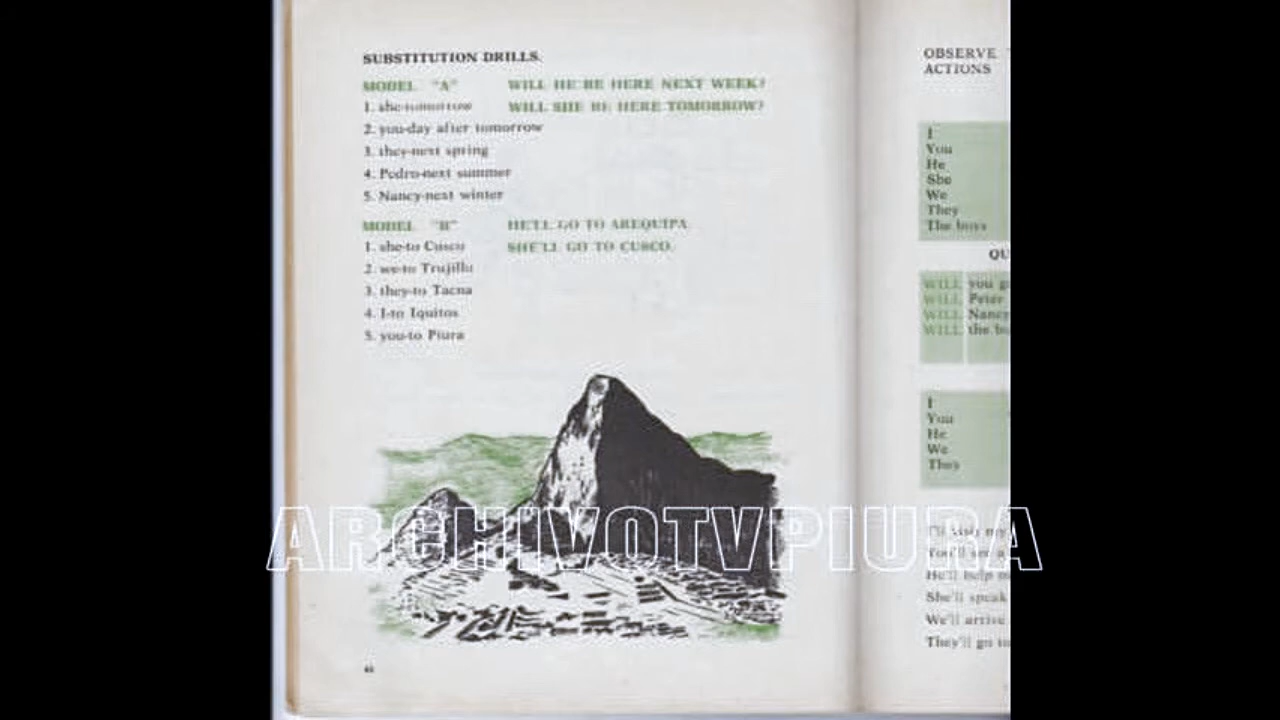 SUBSTITUTION DRILLS.
MODEL "A" WILL HE BE HERE NEXT WEEK?
1. she-tomorrow WILL SHE BE HERE TOMORROW?
2. you-day after tomorrow
3. they-next spring
4. Pedro-next summer
5. Nancy-next winter
MODEL "B" HE'LL GO TO AREQUIPA.
1. she-to Cusco SHE'LL GO TO CUSCO.
2. we-to Trujillo
3. they-to Tacna
4. I-to Iquitos
5. you-to Piura
OBSERVE
ACTIONS
I
You
He
She
We
They
The boys
QU
WILL you g
WILL Peter
WILL Nancy
WILL the b
I
You
He
We
They
You'll see a
He'll help
She'll speak
We'll arrive
They'll go
ARCHIVOTVPIURA